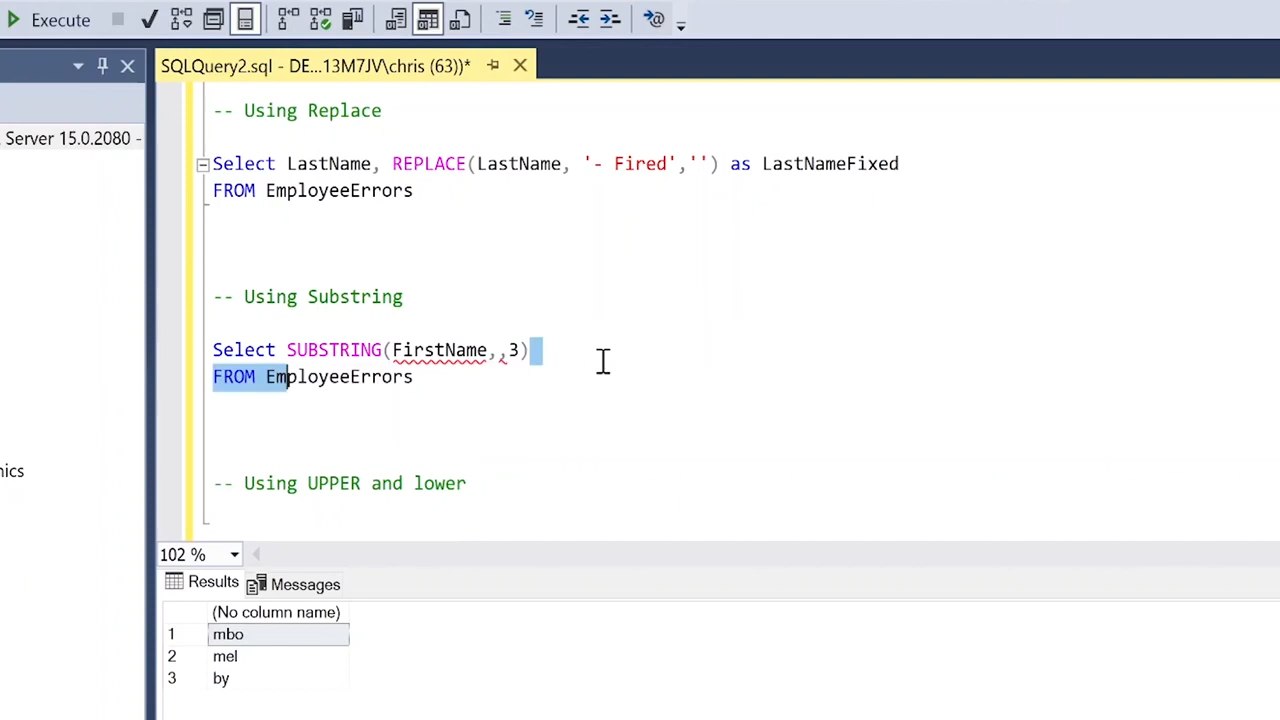 Execute
SQLQuery2.sql - DE...13M7JV\chris (63))*
Server 15.0.2080 -
-- Using Replace
Select LastName, REPLACE(LastName, '- Fired','') as LastNameFixed
FROM EmployeeErrors
-- Using Substring
Select SUBSTRING(FirstName,,3)
FROM EmployeeErrors
nics
-- Using UPPER and lower
102 %
Results Messages
(No column name)
1 mbo
2 mel
3 by